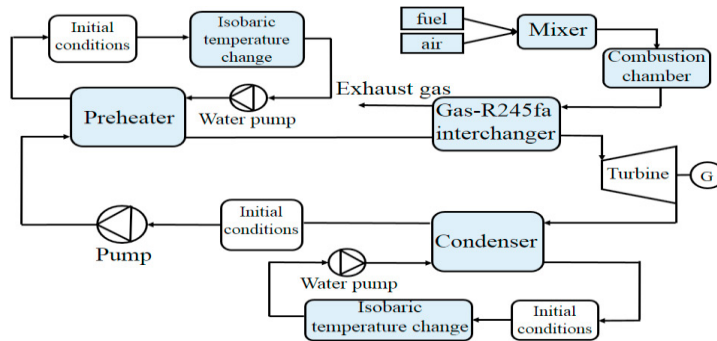 Initial
conditions
Isobaric
temperature
change
fuel
air
Mixer
Combustion
chamber
Exhaust gas
Preheater
Water pump
Gas-R245fa
interchanger
Turbine
G
Pump
Initial
conditions
Condenser
Water pump
Isobaric
temperature change
Initial
conditions